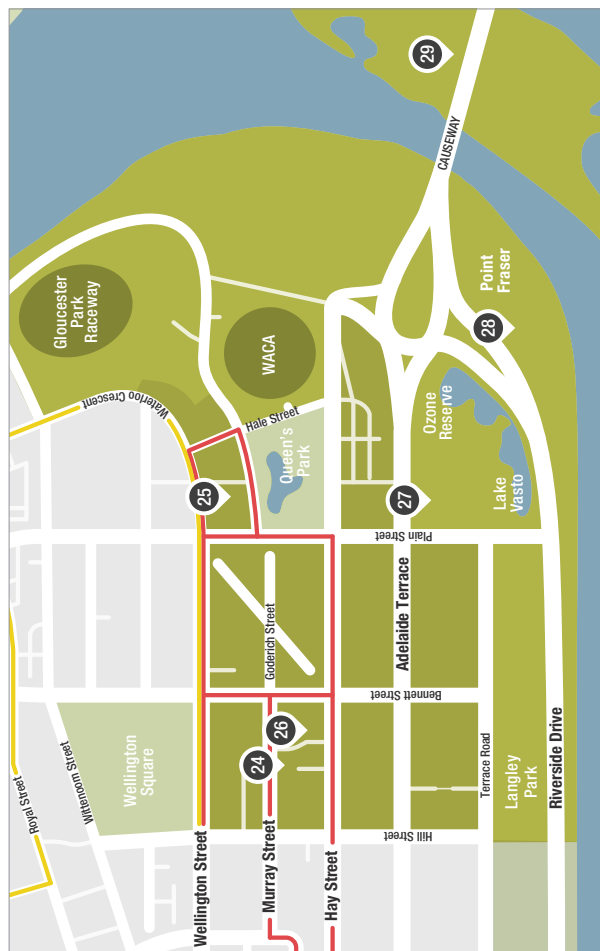 29
CAUSEWAY
Gloucester
Park
Raceway
WACA
Point
Fraser
28
Waterloo Crescent
Hale Street
Queen's
Park
Ozone
Reserve
25
27
Lake
Vasto
Plain Street
Goderich Street
Adelaide Terrace
Bennett Street
Royal Street
Wittenoom Street
Wellington
Square
24
26
Terrace Road
Langley
Park
Riverside Drive
Hill Street
Wellington Street
Murray Street
Hay Street